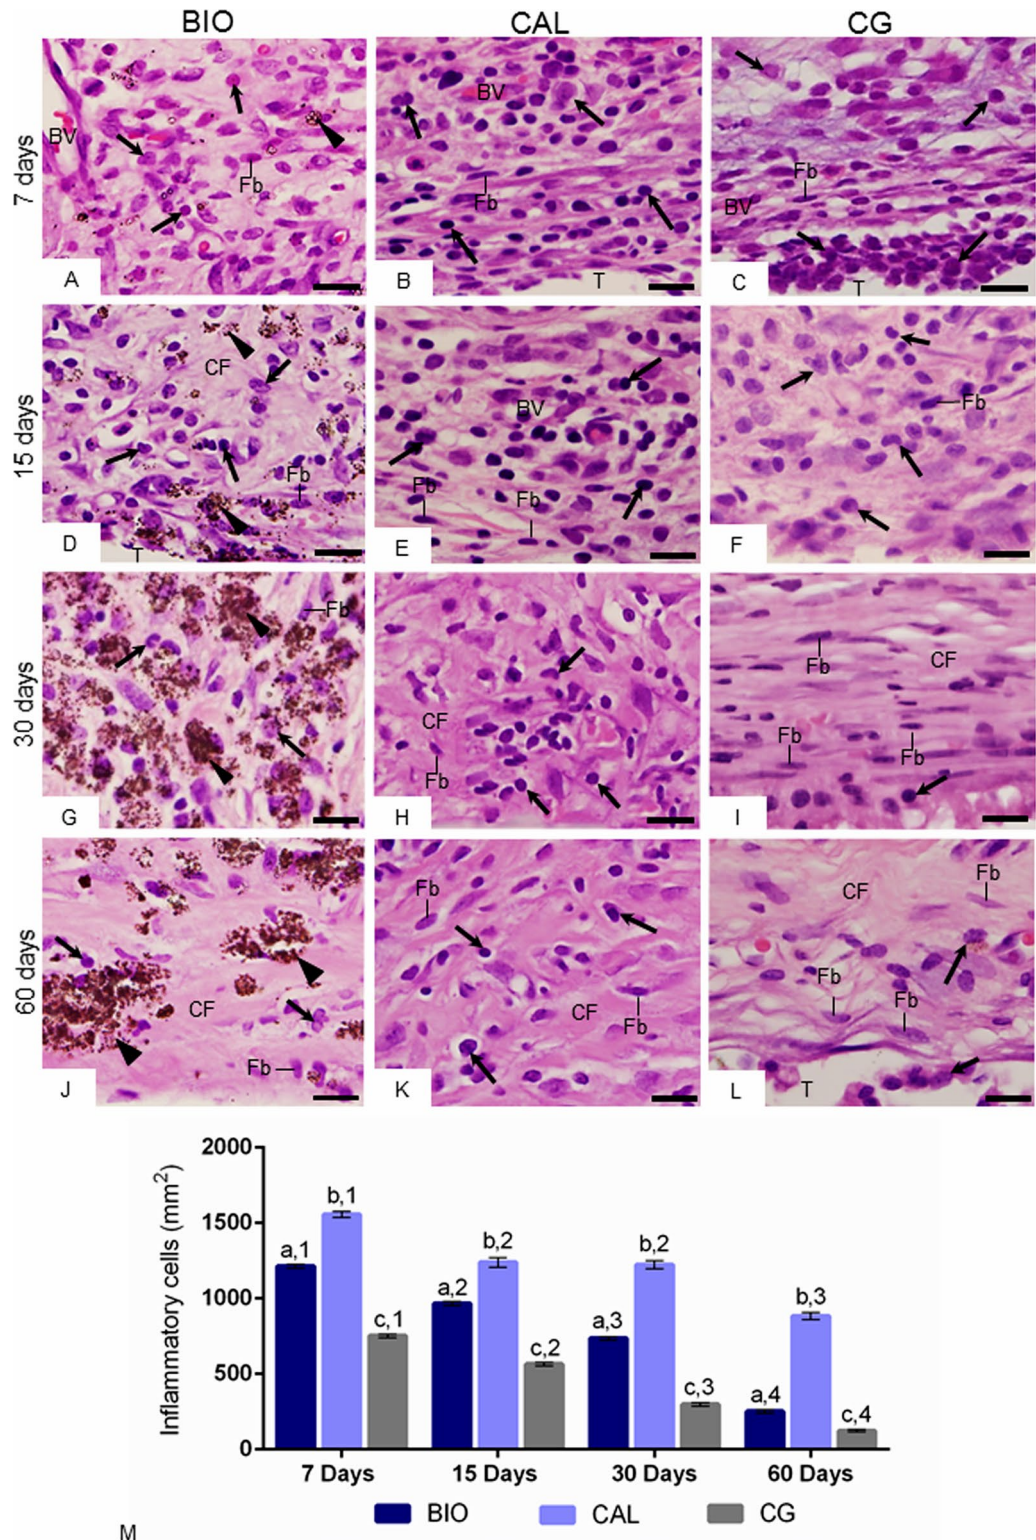 BIO CAL CG
7 days
BV
Fb
A
BV
Fb
B
T
Fb
BV
C
T
15 days
CF
Fb
D
T
BV
Fb
Fb
E
Fb
F
30 days
Fb
G
CF
Fb
H
Fb
CF
Fb
Fb
I
60 days
CF
Fb
J
Fb
CF
Fb
K
CF
Fb
Fb
Fb
L
T
Inflammatory cells (mm²)
2000
1500
1000
500
0
a,1
b,1
c,1
a,2
b,2
c,2
a,3
b,2
c,3
a,4
b,3
c,4
7 Days 15 Days 30 Days 60 Days
BIO CAL CG
M